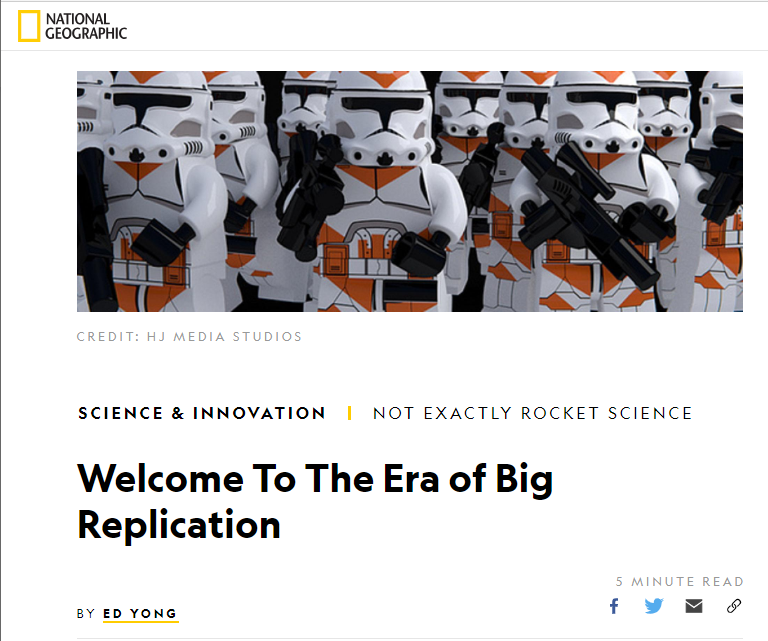 NATIONAL
GEOGRAPHIC
CREDIT: HJ MEDIA STUDIOS
SCIENCE & INNOVATION | NOT EXACTLY ROCKET SCIENCE
Welcome To The Era of Big
Replication
5 MINUTE READ
BY ED YONG